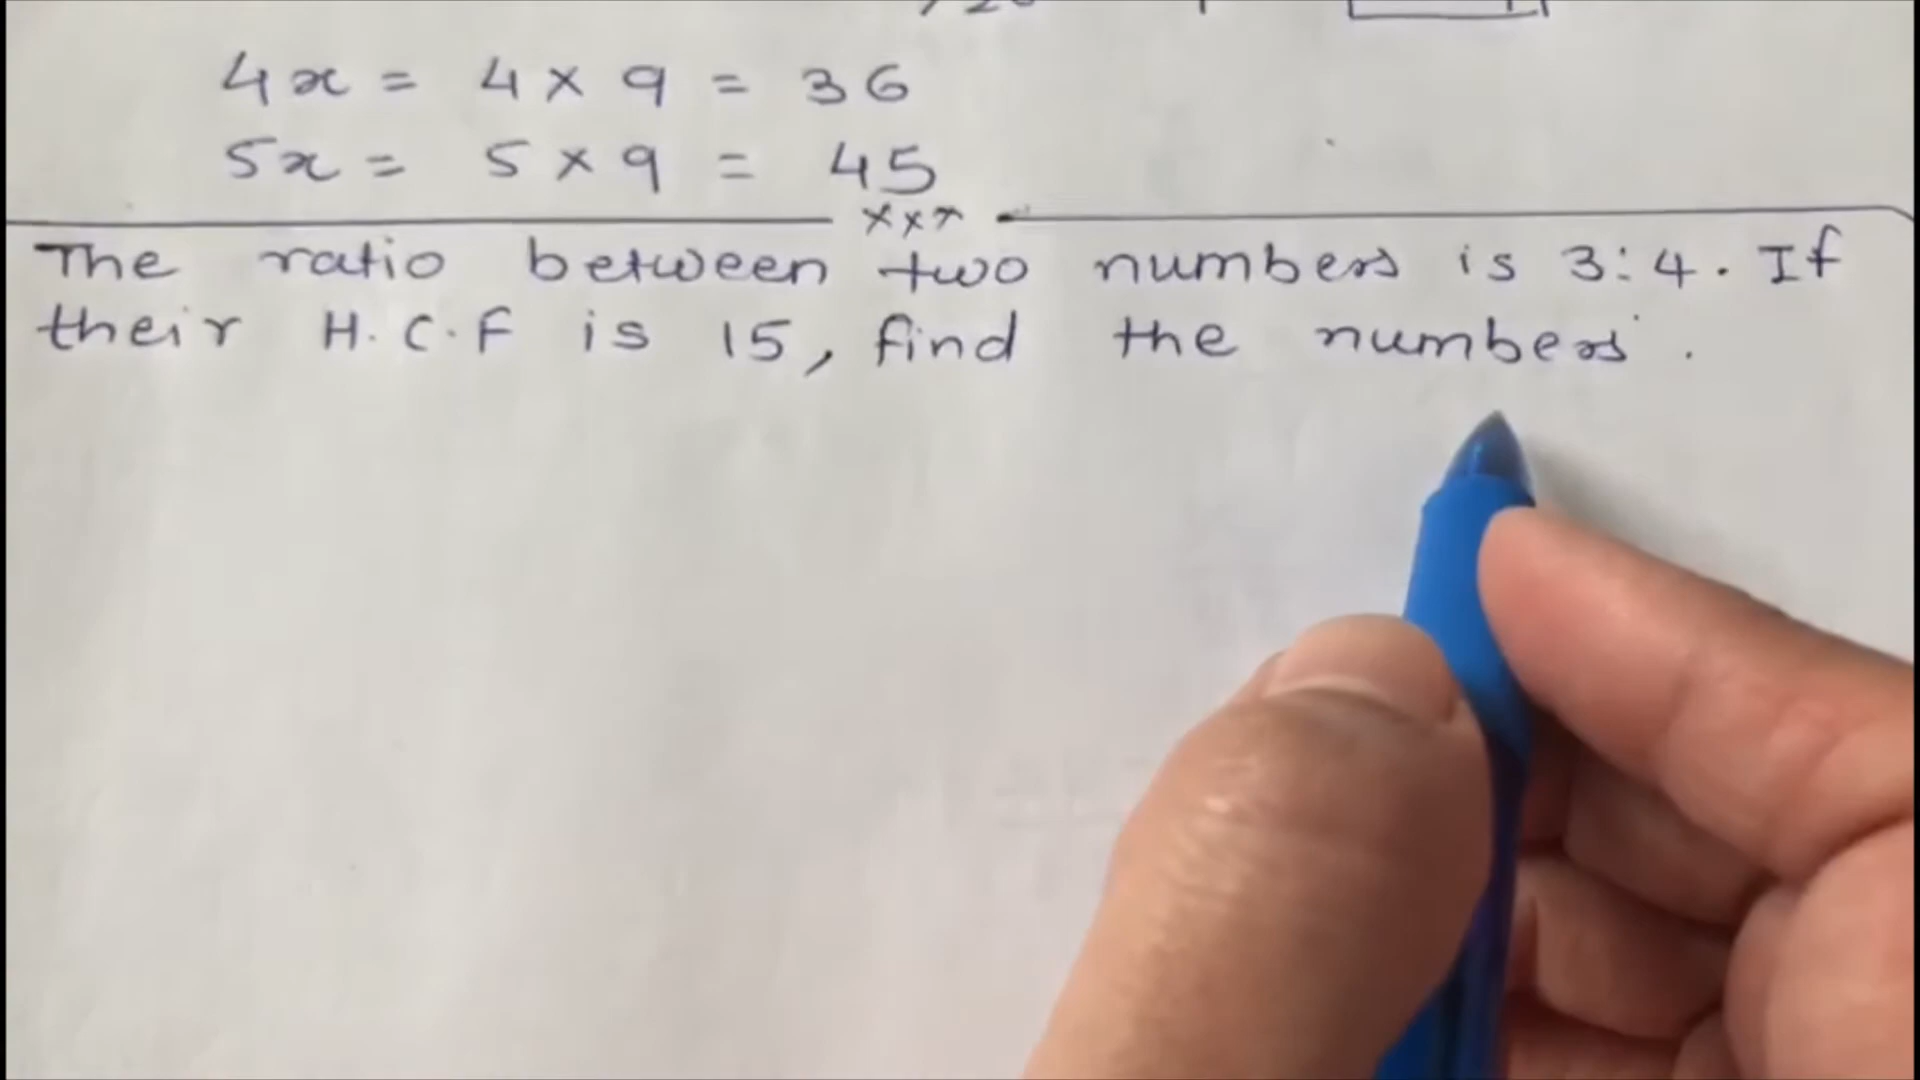 4x = 4 × 9 = 36
5x = 5 × 9 = 45
×××
The ratio between two numbers is 3:4. If
their H.C.F is 15, find the numbers.